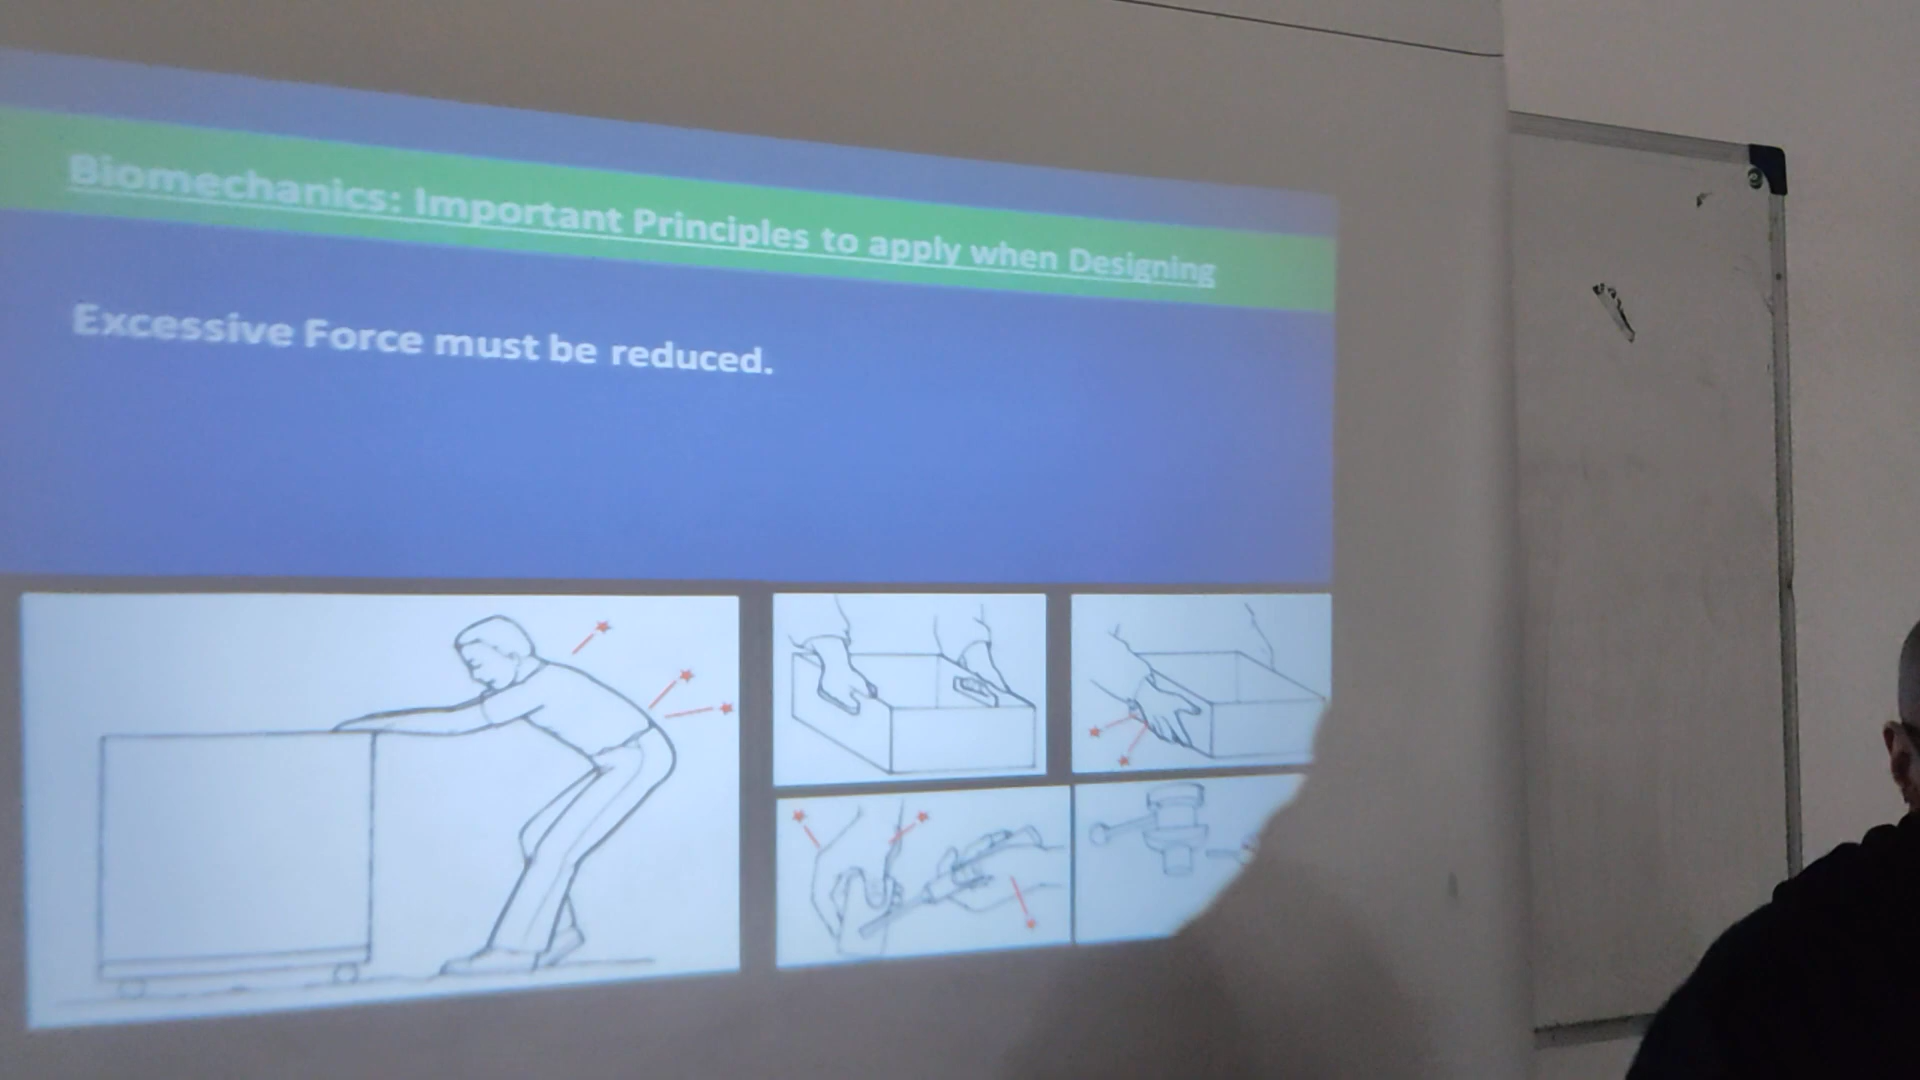 Biomechanics: Important Principles to apply when Designing
Excessive Force must be reduced.